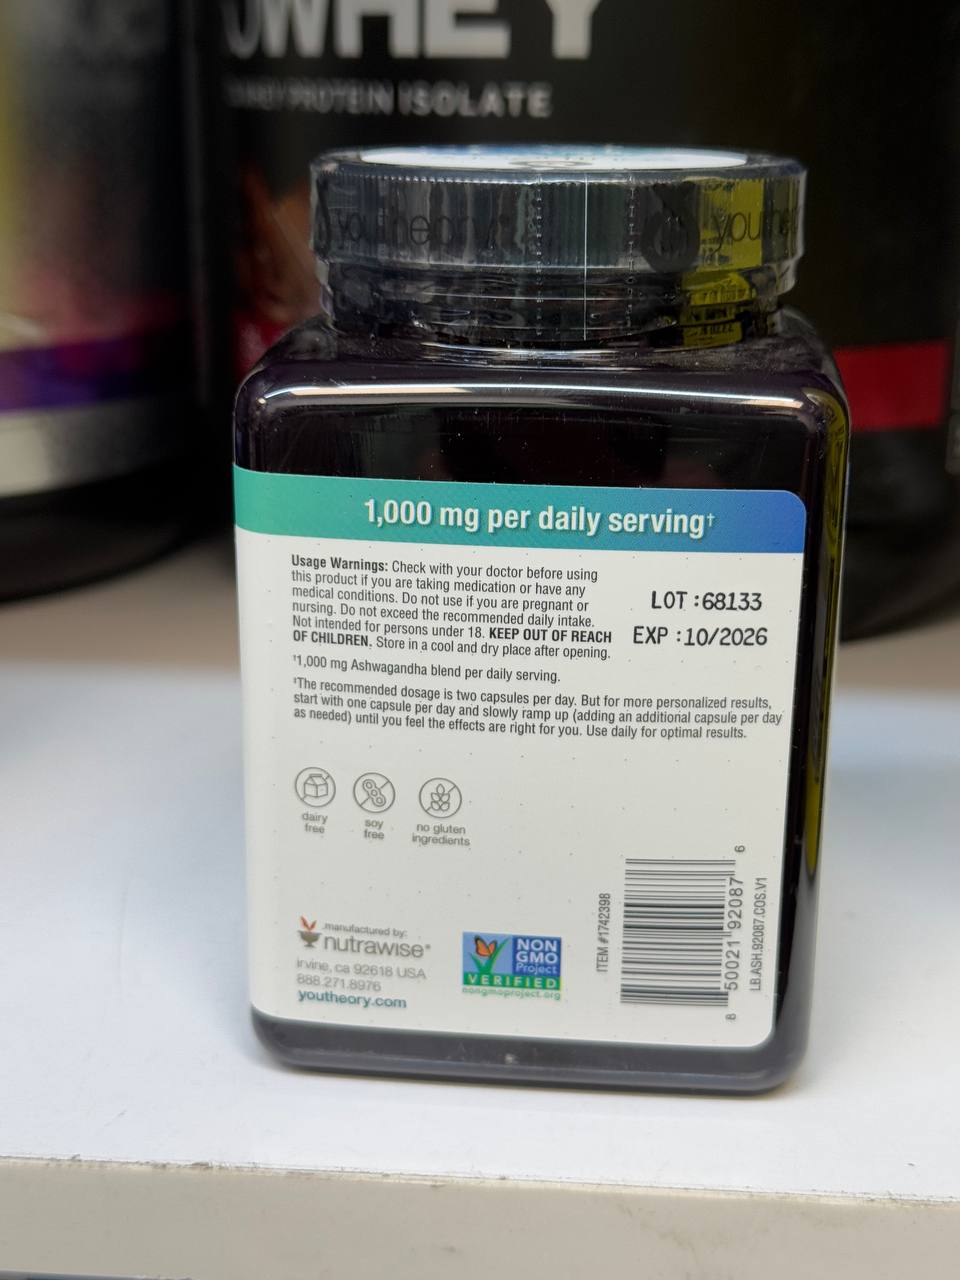 WHEY
PROTEIN ISOLATE
youtheory
1,000 mg per daily serving†
Usage Warnings: Check with your doctor before using
this product if you are taking medication or have any
medical conditions. Do not use if you are pregnant or
nursing. Do not exceed the recommended daily intake.
Not intended for persons under 18. KEEP OUT OF REACH
OF CHILDREN. Store in a cool and dry place after opening.
LOT :68133
EXP :10/2026
†1,000 mg Ashwagandha blend per daily serving.
‡The recommended dosage is two capsules per day. But for more personalized results,
start with one capsule per day and slowly ramp up (adding an additional capsule per day
as needed) until you feel the effects are right for you. Use daily for optimal results.
dairy
free
soy
free
no gluten
ingredients
manufactured by:
nutrawise®
irvine, ca 92618 USA
888.271.8976
youtheory.com
NON
GMO
Project
VERIFIED
nongmoproject.org
ITEM #1742398
8 50021 92087 6
LB.ASH.92087.COS.V1